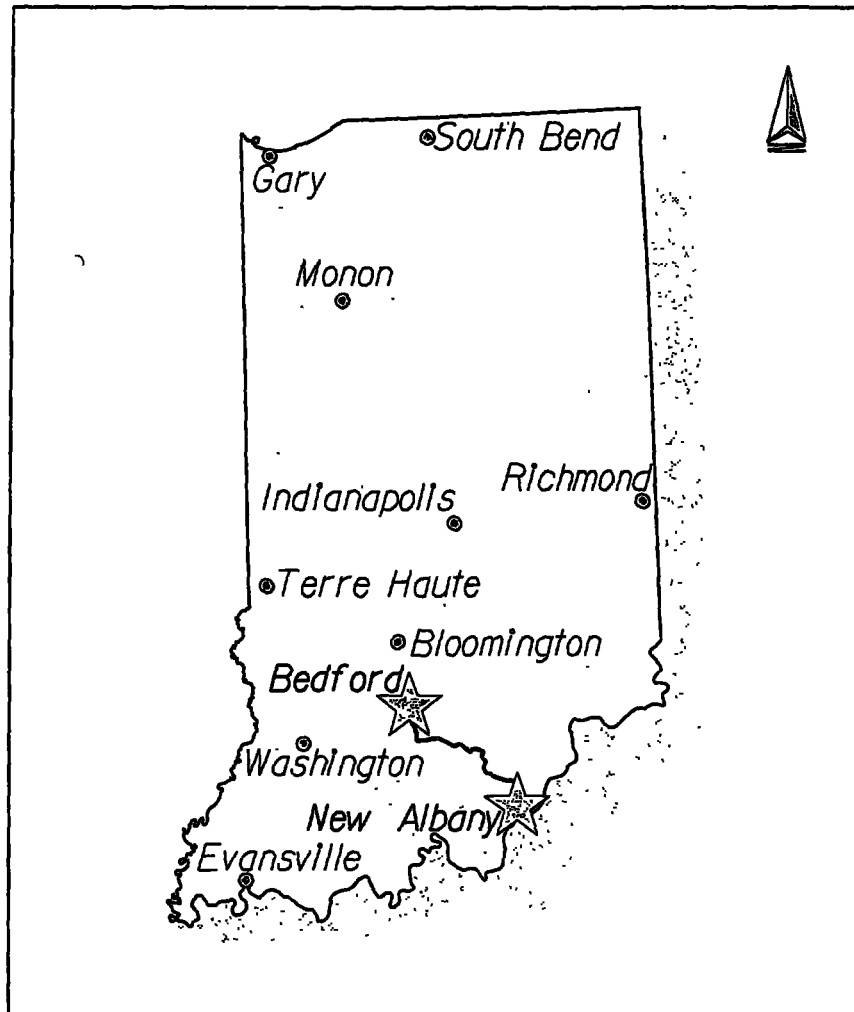 South Bend
Gary
Monon
Richmond
Indianapolis
Terre Haute
Bloomington
Bedford
Washington
New Albany
Evansville